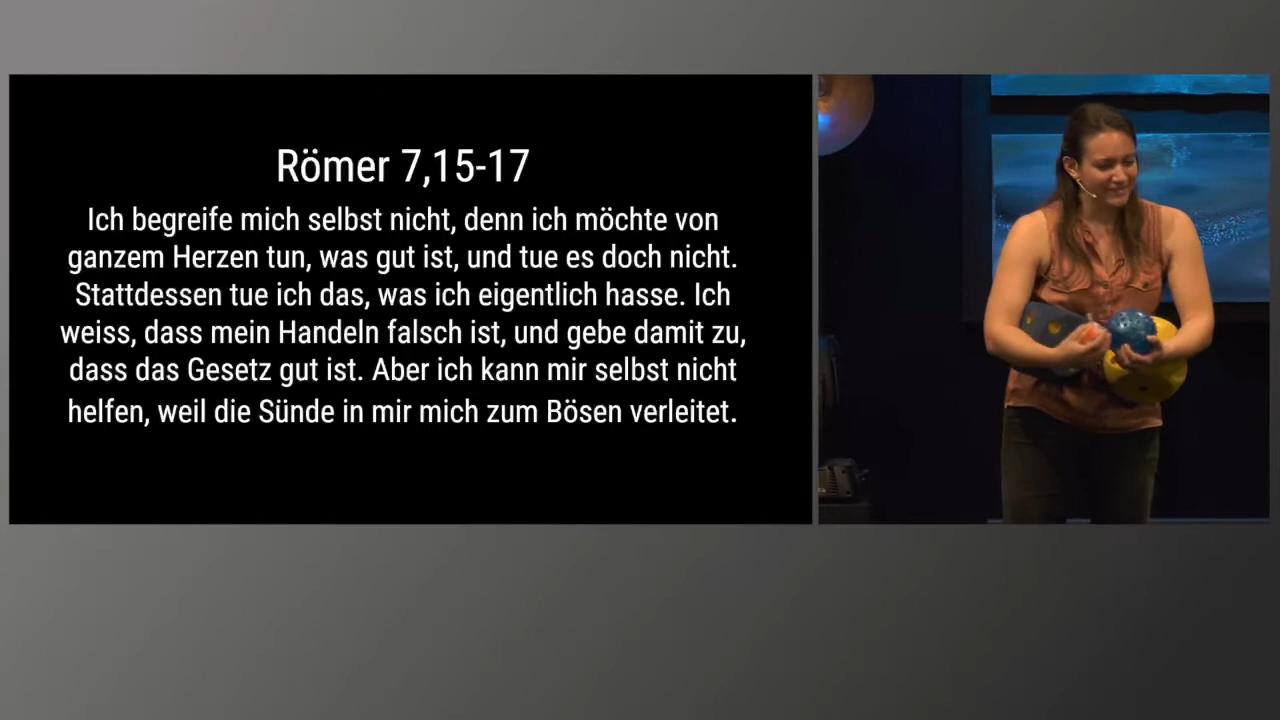 Römer 7,15-17
Ich begreife mich selbst nicht, denn ich möchte von
ganzem Herzen tun, was gut ist, und tue es doch nicht.
Stattdessen tue ich das, was ich eigentlich hasse. Ich
weiss, dass mein Handeln falsch ist, und gebe damit zu,
dass das Gesetz gut ist. Aber ich kann mir selbst nicht
helfen, weil die Sünde in mir mich zum Bösen verleitet.